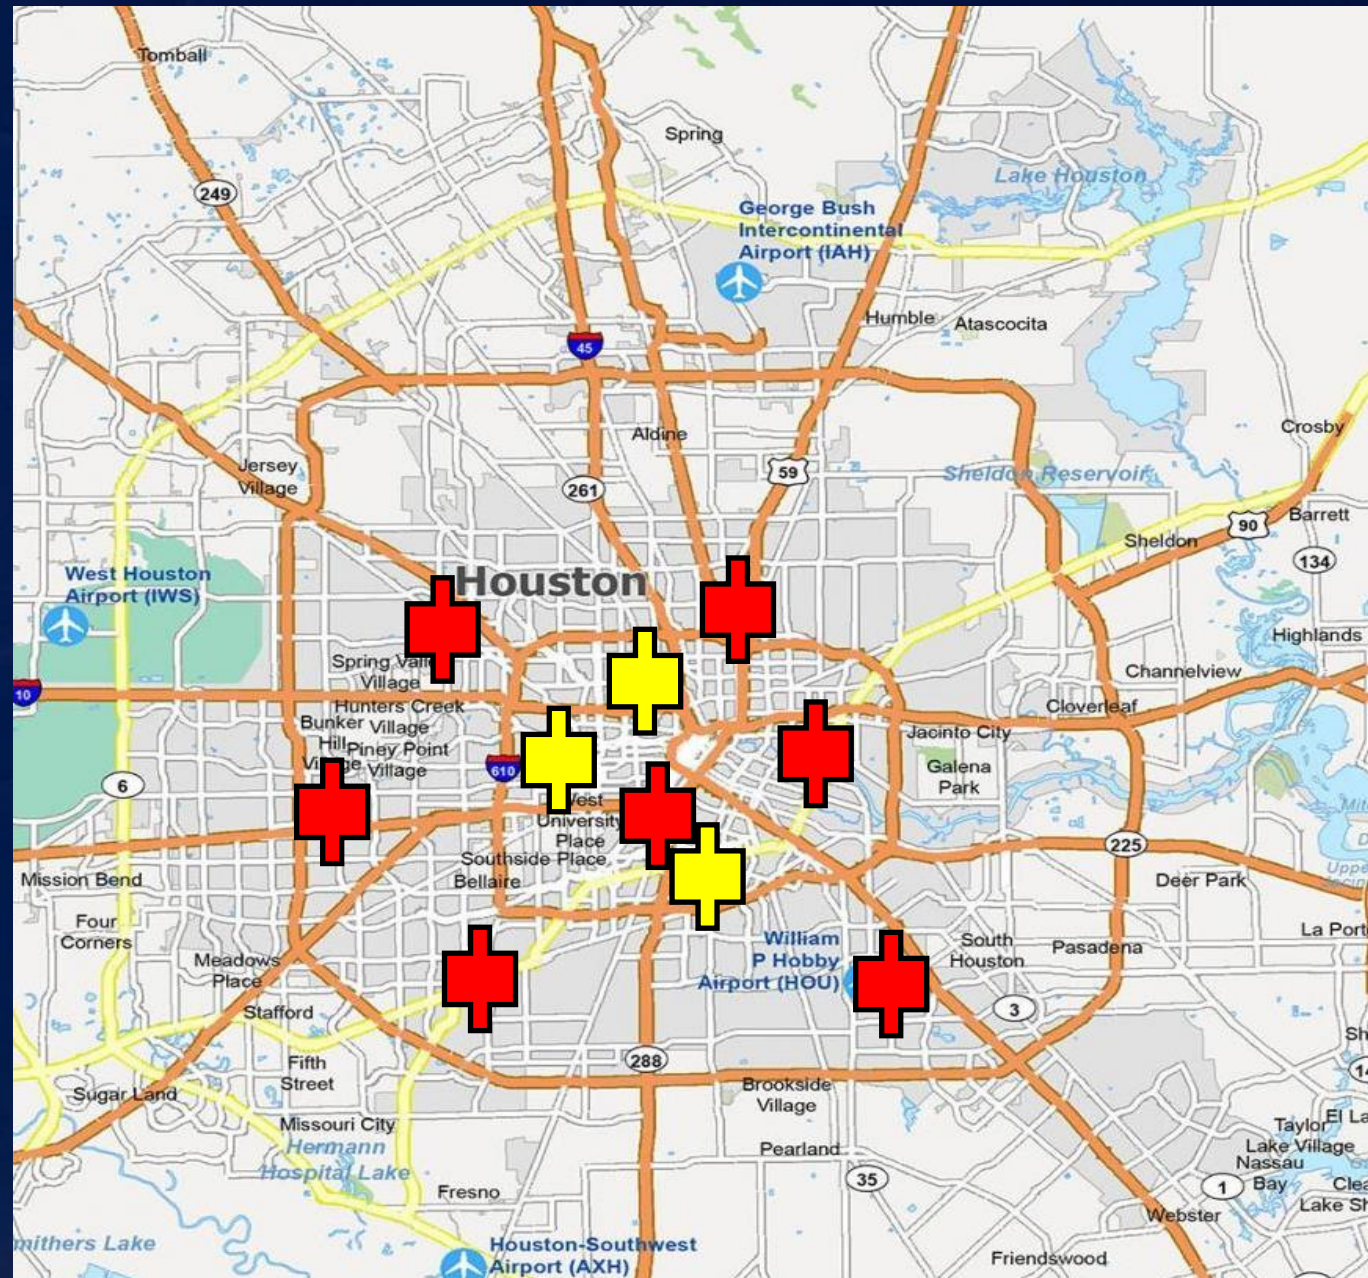 Tomball
Spring
249
Lake Houston
George Bush
Intercontinental
Airport (IAH)
Humble
Atascocita
45
Aldine
Crosby
Jersey
Village
59
Sheldon Reservoir
261
Barrett
90
Sheldon
134
West Houston
Airport (IWS)
Houston
Highlands
Spring
Village
Channelview
10
Hunters Creek
Village
Cloverleaf
Bunker
Hill
Piney Point
Village
Jacinto City
610
Galena
Park
6
West
University
Place
225
Southside Place
Bellaire
Mission Bend
Deer Park
Four
Corners
William
P Hobby
Airport (HOU)
South
Houston
Pasadena
La Port
Meadows
Place
Stafford
3
Fifth
Street
288
Sugar Land
Brookside
Village
Missouri City
Taylor
Lake Village
El La
Hermann
Hospital Lake
Pearland
Nassau
Bay
35
1
Fresno
Lake Sh
Webster
mithers Lake
Houston-Southwest
Airport (AXH)
Friendswood